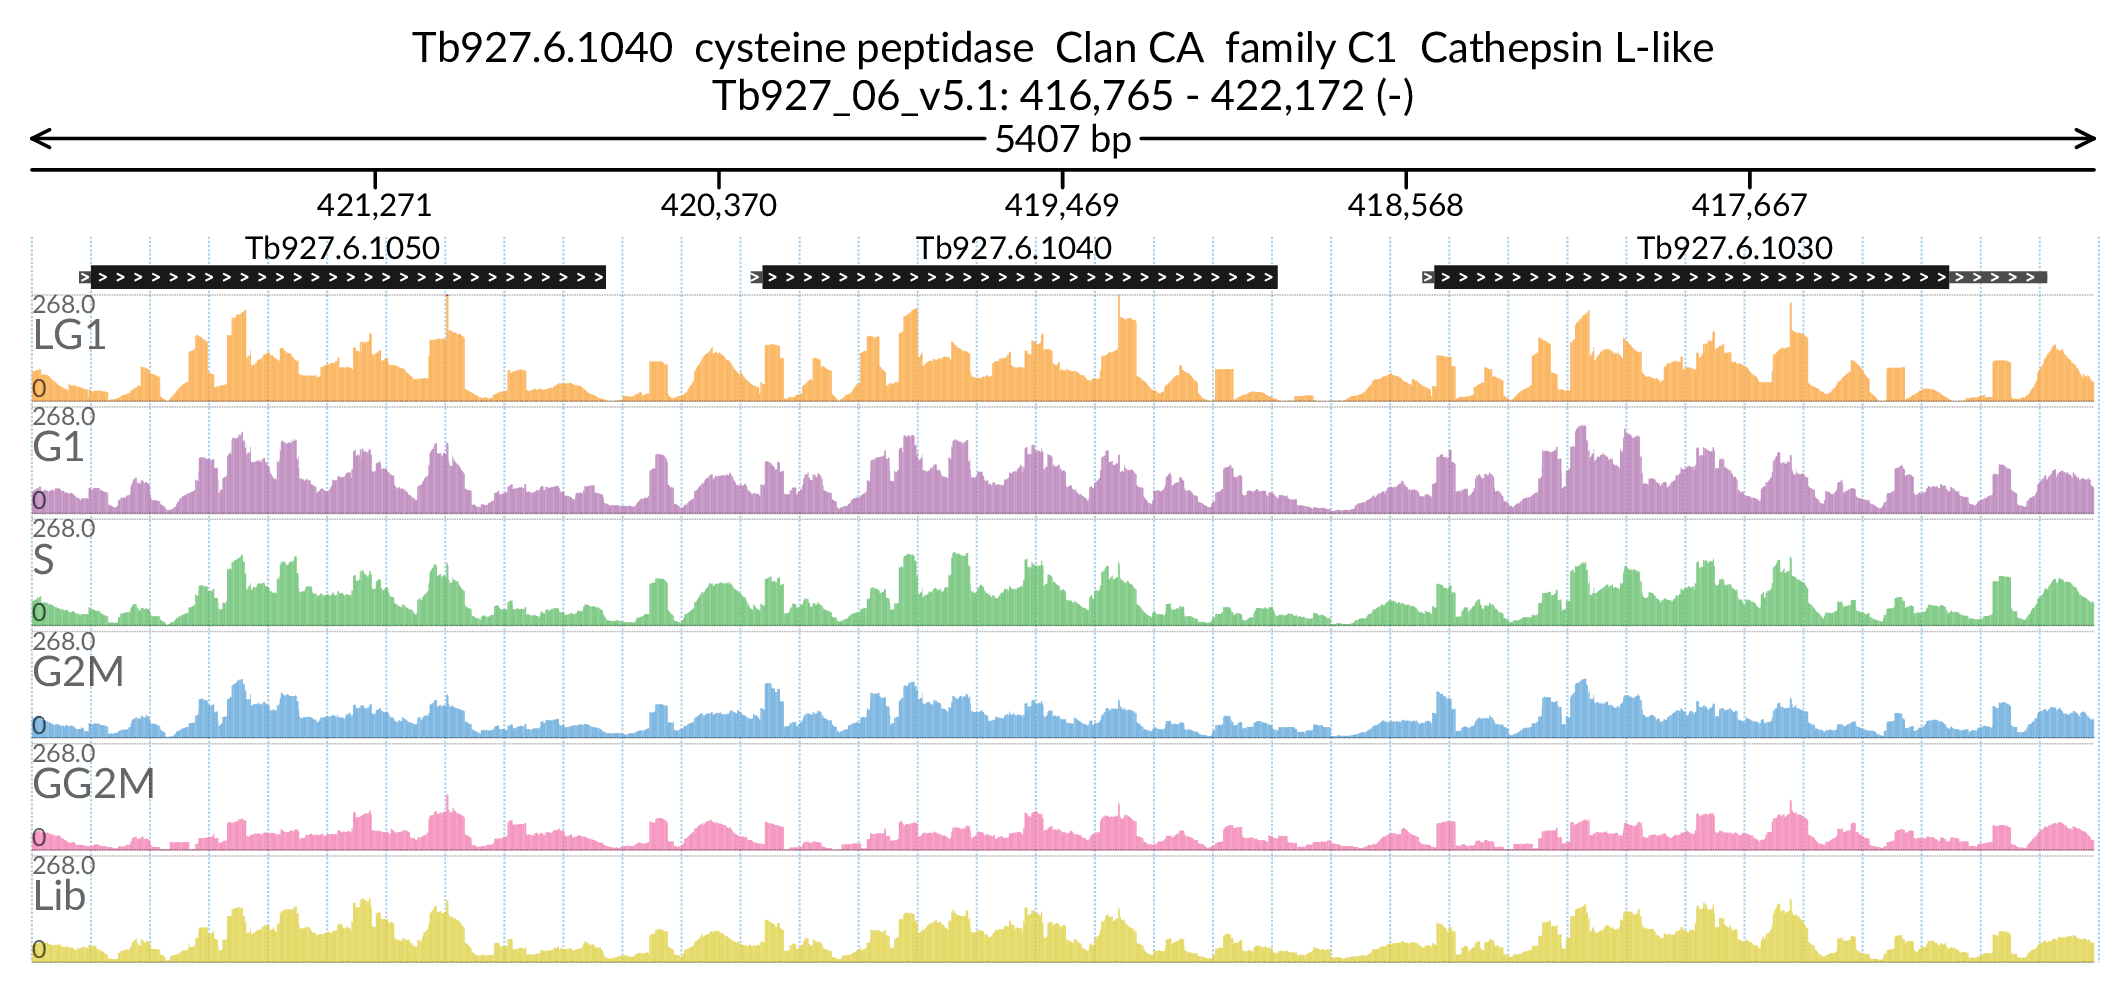 Tb927.6.1040  cysteine peptidase  Clan CA  family C1  Cathepsin L-like
Tb927_06_v5.1: 416,765 - 422,172 (-)
5407 bp
421,271 420,370 419,469 418,568 417,667
Tb927.6.1050 Tb927.6.1040 Tb927.6.1030
268.0
LG1
0
268.0
G1
0
268.0
S
0
268.0
G2M
0
268.0
GG2M
0
268.0
Lib
0